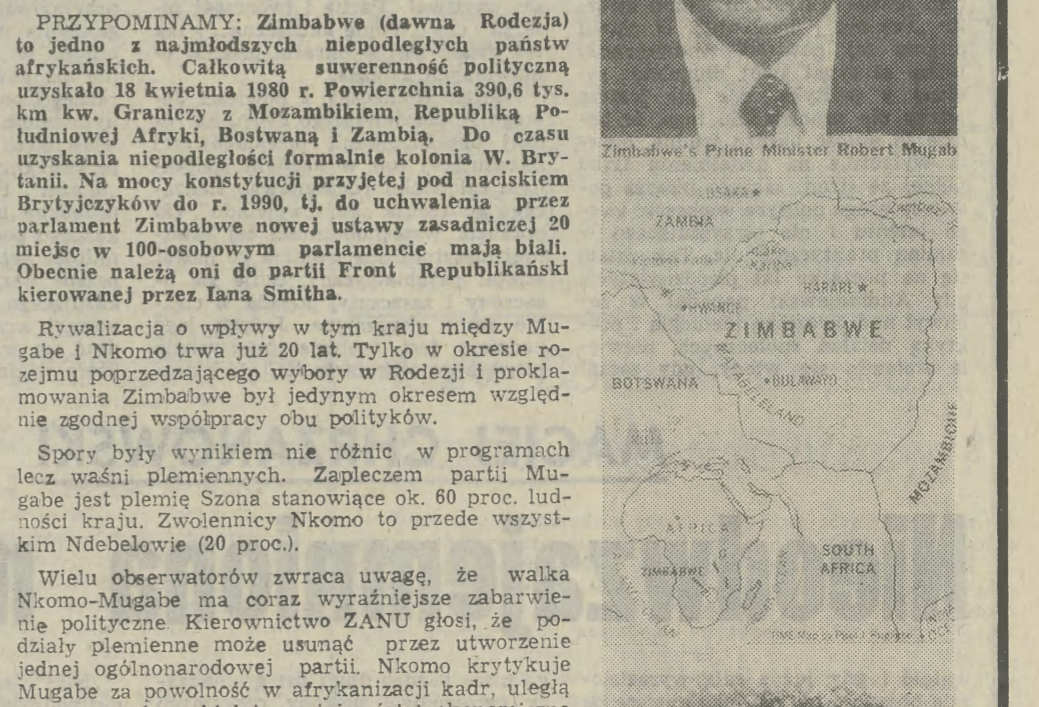 PRZYPOMINAMY: Zimbabwe (dawna Rodezja)
to jedno z najmłodszych niepodległych państw
afrykańskich. Całkowitą suwerenność polityczną
uzyskało 18 kwietnia 1980 r. Powierzchnia 390,6 tys.
km kw. Graniczy z Mozambikiem, Republiką Po-
łudniowej Afryki, Bostwaną i Zambią. Do czasu
uzyskania niepodległości formalnie kolonia W. Bry-
tanii. Na mocy konstytucji przyjętej pod naciskiem
Brytyjczyków do r. 1990, tj. do uchwalenia przez
parlament Zimbabwe nowej ustawy zasadniczej 20
miejsc w 100-osobowym parlamencie mają biali.
Obecnie należą oni do partii Front Republikański
kierowanej przez Iana Smitha.
Rywalizacja o wpływy w tym kraju między Mu-
gabe i Nkomo trwa już 20 lat. Tylko w okresie ro-
zejmu poprzedzającego wybory w Rodezji i prokla-
mowania Zimbabwe był jedynym okresem względ-
nie zgodnej współpracy obu polityków.
Spory były wynikiem nie różnic w programach
lecz waśni plemiennych. Zapleczem partii Mu-
gabe jest plemię Szona stanowiące ok. 60 proc. lud-
ności kraju. Zwolennicy Nkomo to przede wszyst-
kim Ndebelowie (20 proc.).
Wielu obserwatorów zwraca uwagę, że walka
Nkomo-Mugabe ma coraz wyraźniejsze zabarwie-
nie polityczne. Kierownictwo ZANU głosi, że po-
działy plemienne może usunąć przez utworzenie
jednej ogólnonarodowej partii. Nkomo krytykuje
Mugabe za powolność w afrykanizacji kadr, uległą
Zimbabwe's Prime Minister Robert Mugab
ZAMBIA
Zambezi
Lake
Kariba
HARARE
HWANGE
ZIMBABWE
BOTSWANA
BULAWAYO
MATABELELAND
MOZAMBIQUE
AFRICA
ZIMBABWE
SOUTH
AFRICA